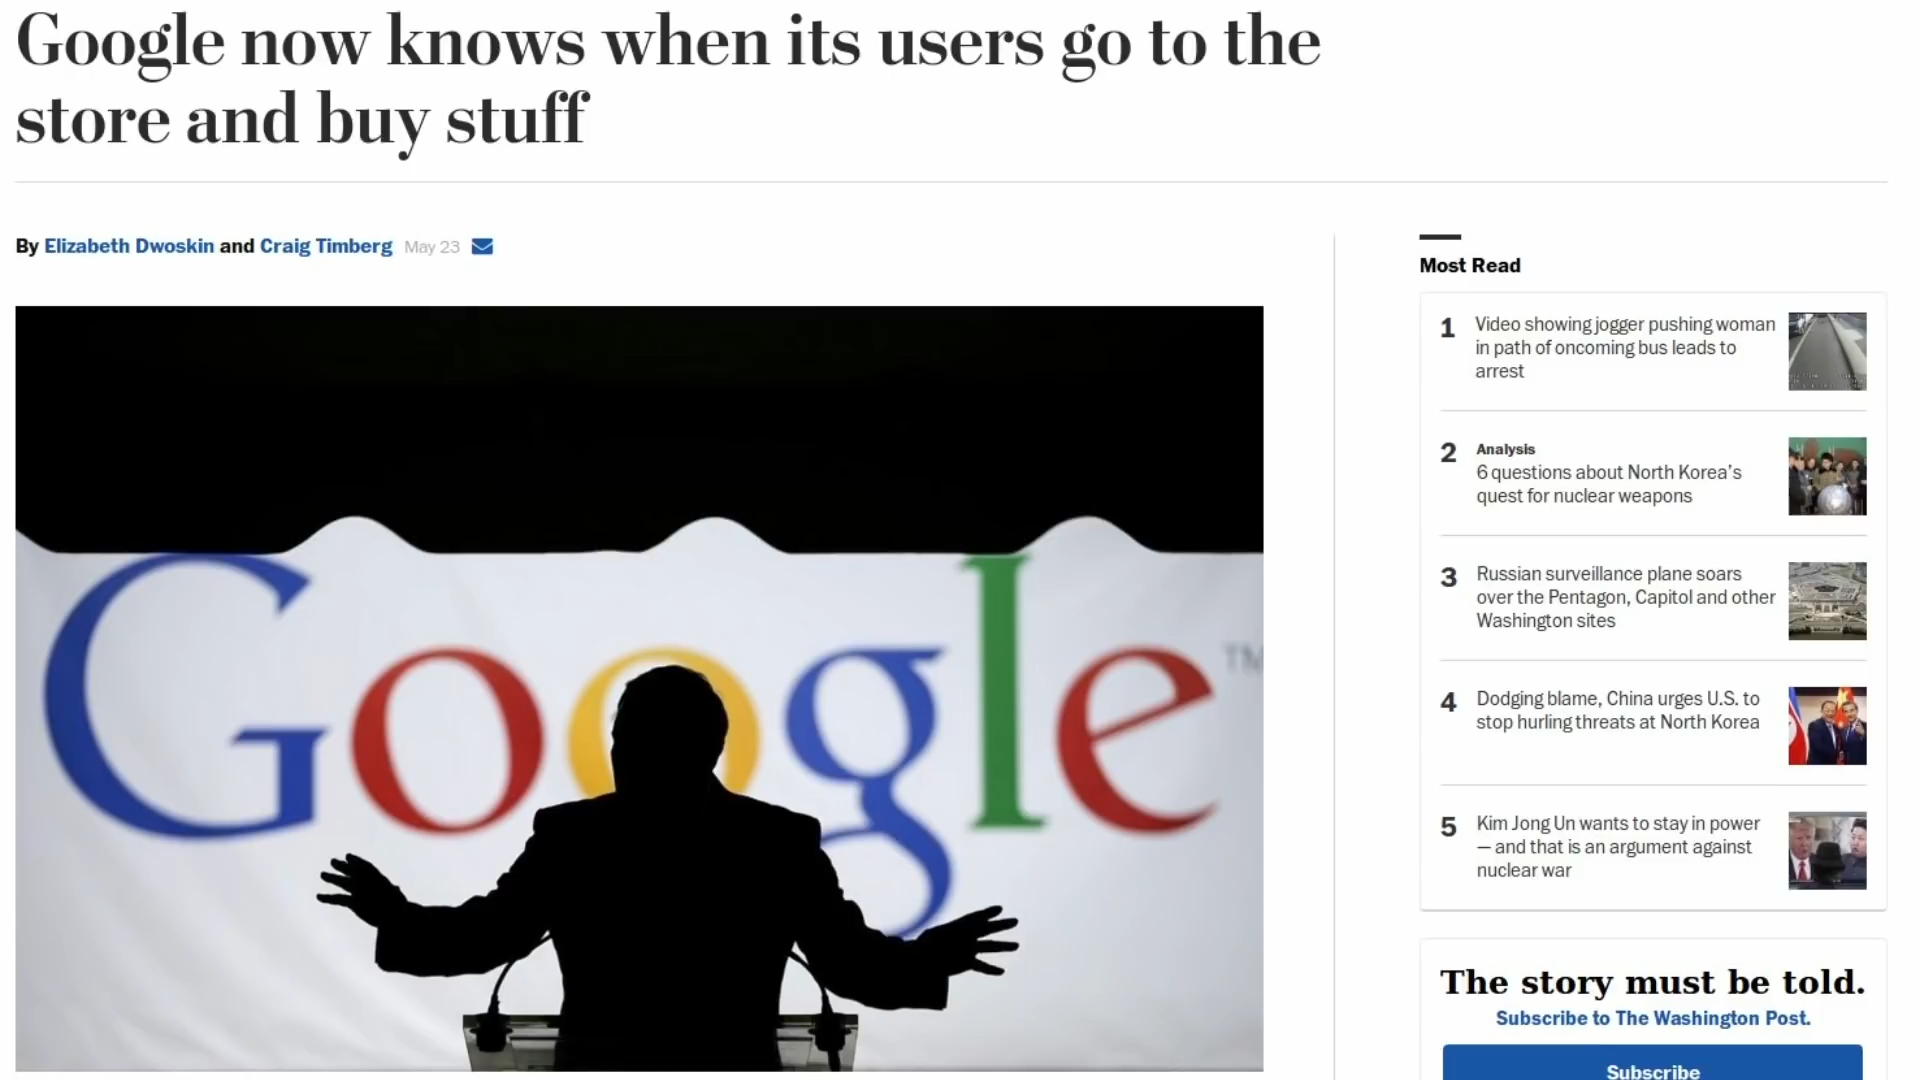 Google now knows when its users go to the
store and buy stuff
By Elizabeth Dwoskin and Craig Timberg May 23
Google
TM
Most Read
1 Video showing jogger pushing woman
in path of oncoming bus leads to
arrest
2 Analysis
6 questions about North Korea's
quest for nuclear weapons
3 Russian surveillance plane soars
over the Pentagon, Capitol and other
Washington sites
4 Dodging blame, China urges U.S. to
stop hurling threats at North Korea
5 Kim Jong Un wants to stay in power
— and that is an argument against
nuclear war
The story must be told.
Subscribe to The Washington Post.
Subscribe